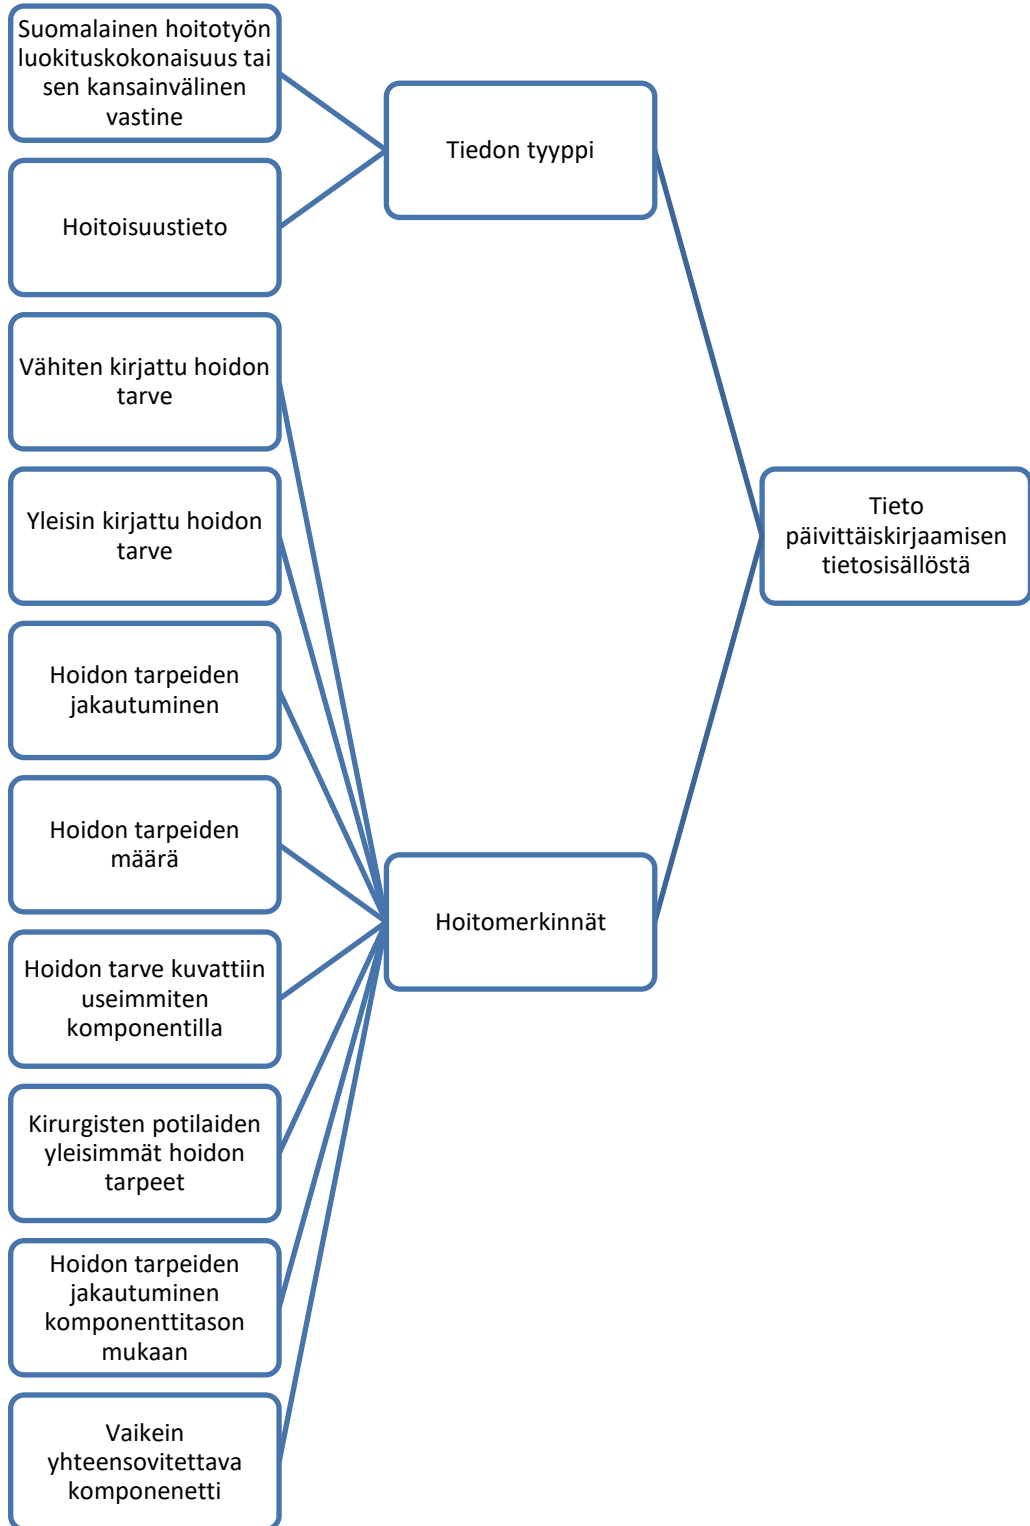 Suomalainen hoitotyön
luokituskokonaisuus tai
sen kansainvälinen
vastine
Hoitoisuustieto
Vähiten kirjattu hoidon
tarve
Yleisin kirjattu hoidon
tarve
Hoidon tarpeiden
jakautuminen
Hoidon tarpeiden
määrä
Hoidon tarve kuvattiin
useimmiten
komponentilla
Kirurgisten potilaiden
yleisimmät hoidon
tarpeet
Hoidon tarpeiden
jakautuminen
komponenttitason
mukaan
Vaikein
yhteensovitettava
komponenetti
Tiedon tyyppi
Hoitomerkinnät
Tieto
päivittäiskirjaamisen
tietosisällöstä